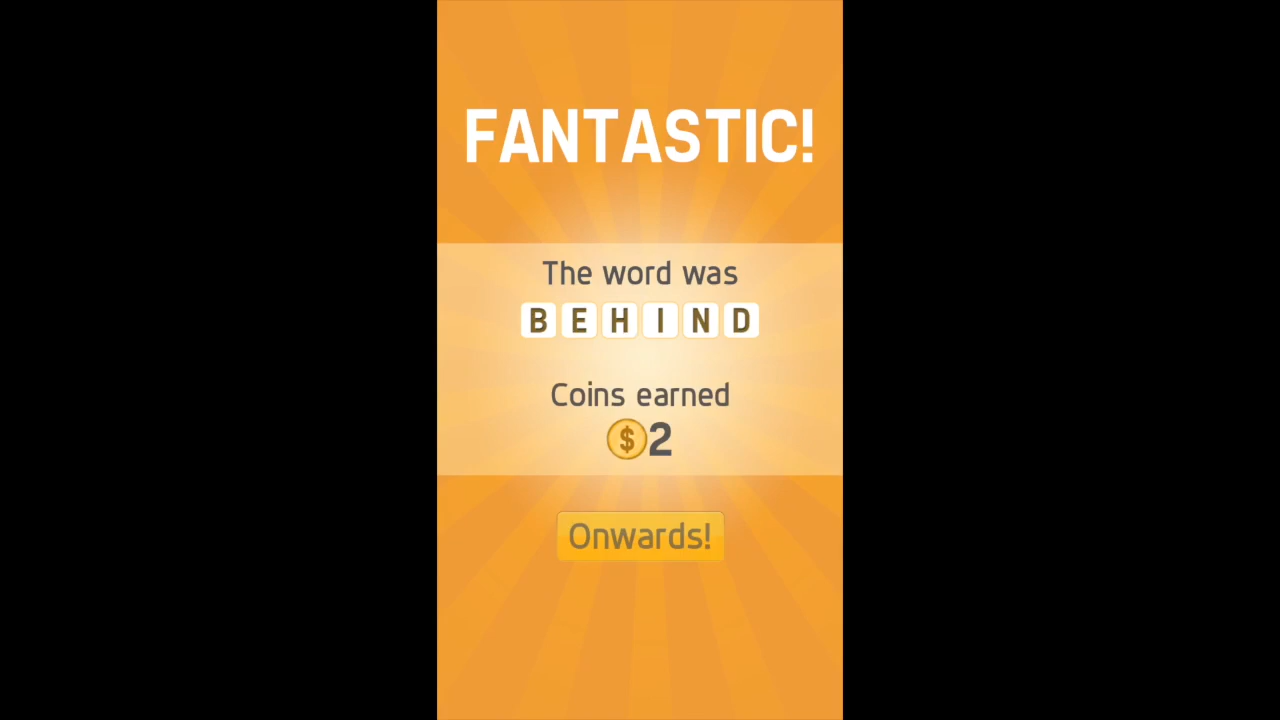 FANTASTIC!
The word was
BEHIND
Coins earned
$2
Onwards!